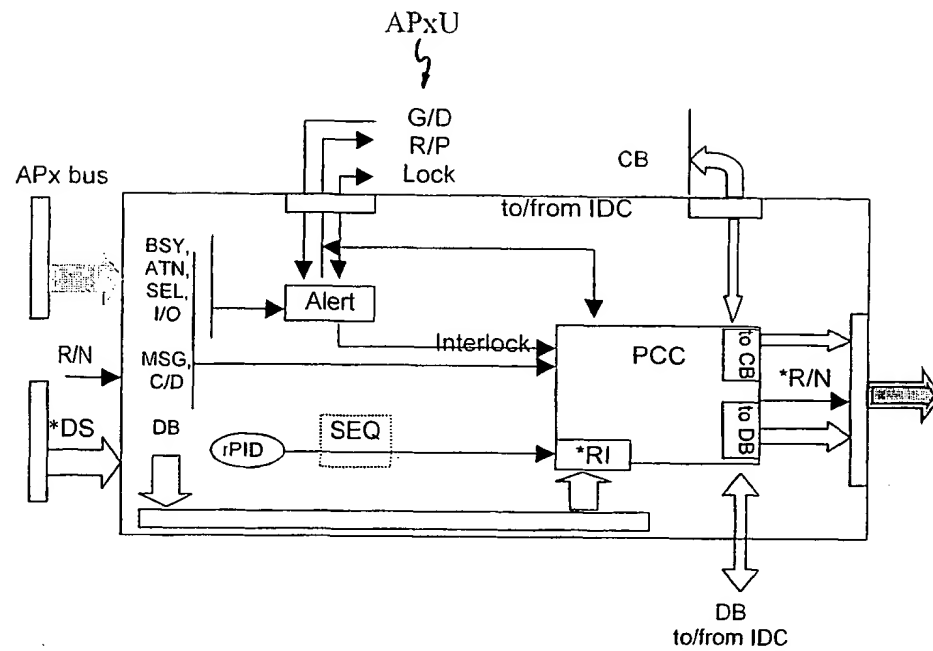 APxU
G/D
R/P
Lock
CB
APx bus
to/from IDC
BSY,
ATN,
SEL,
I/O
Alert
Interlock
PCC
to CB
R/N
MSG,
C/D
*R/N
*DS
DB
rPID
SEQ
*RI
to DB
DB
to/from IDC